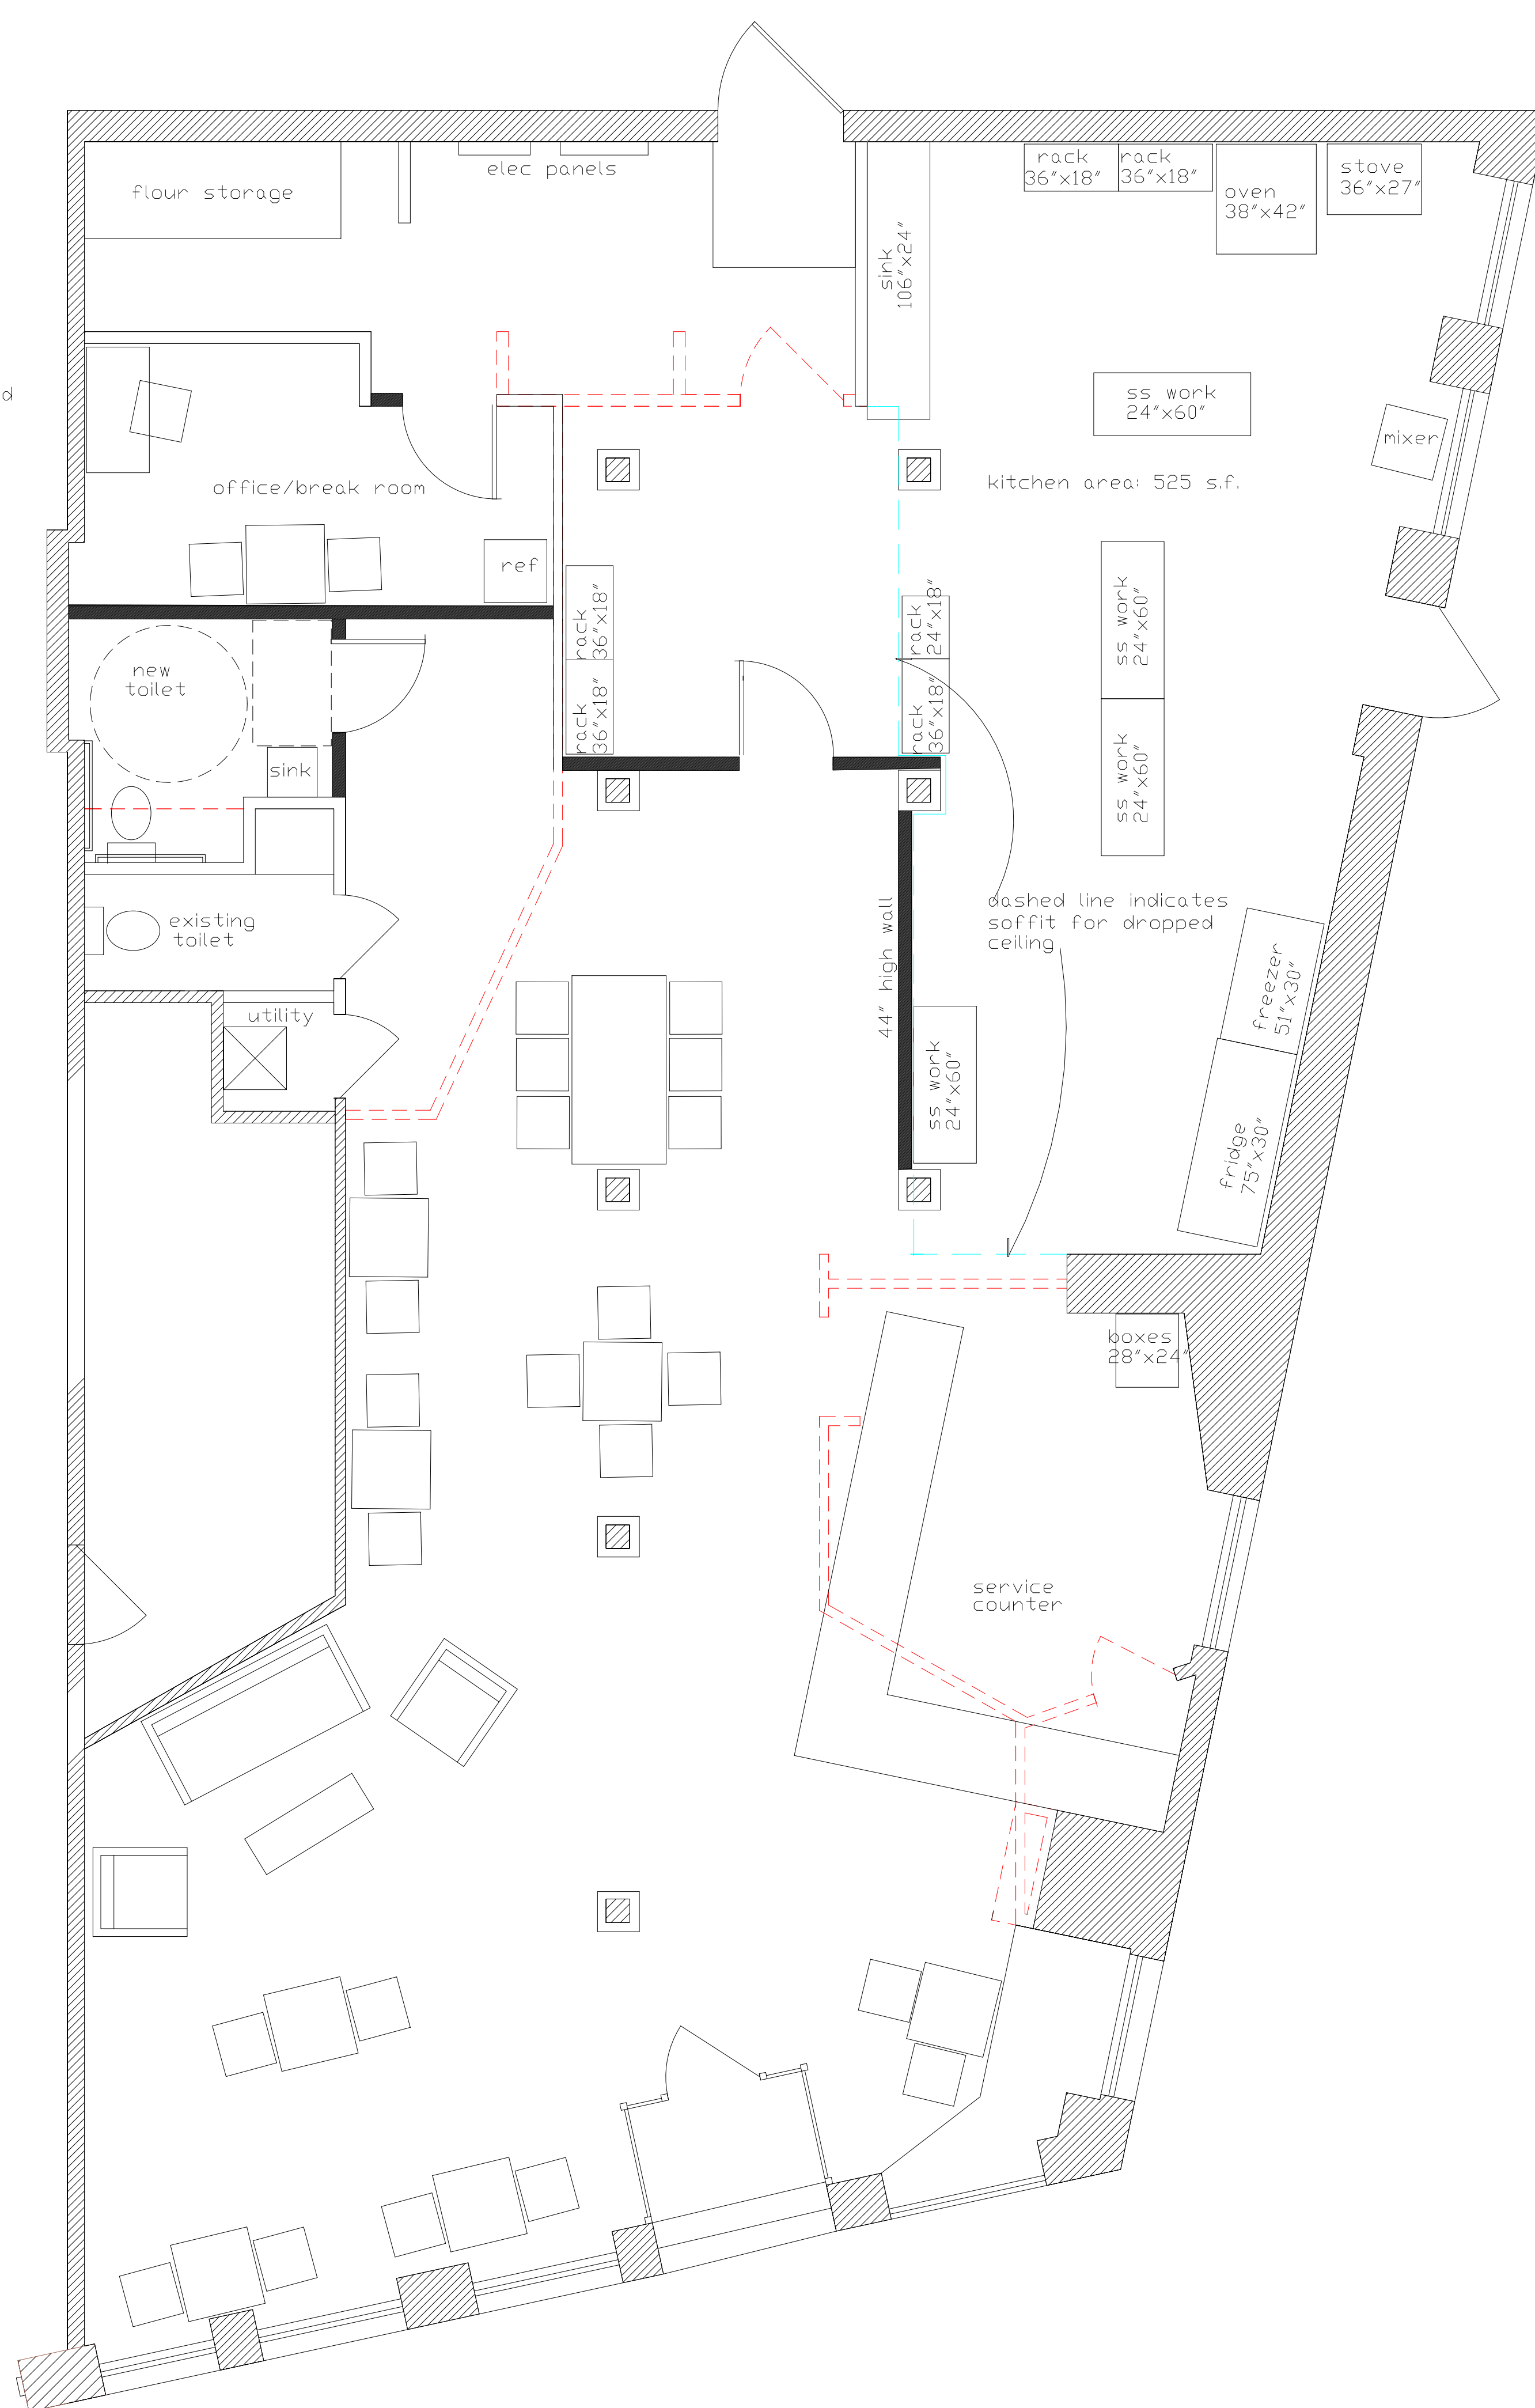 elec panels
flour storage
rack
36"x18"
rack
36"x18"
oven
38"x42"
stove
36"x27"
sink
106"x24"
d
ss work
24"x60"
mixer
office/break room
kitchen area: 525 s.f.
ref
rack
36"x18"
rack
36"x18"
rack
24"x18"
rack
36"x18"
ss work
24"x60"
ss work
24"x60"
new
toilet
sink
existing
toilet
utility
44" high wall
dashed line indicates
soffit for dropped
ceiling
ss work
24"x60"
freezer
51"x30"
fridge
75"x30"
boxes
28"x24"
service
counter